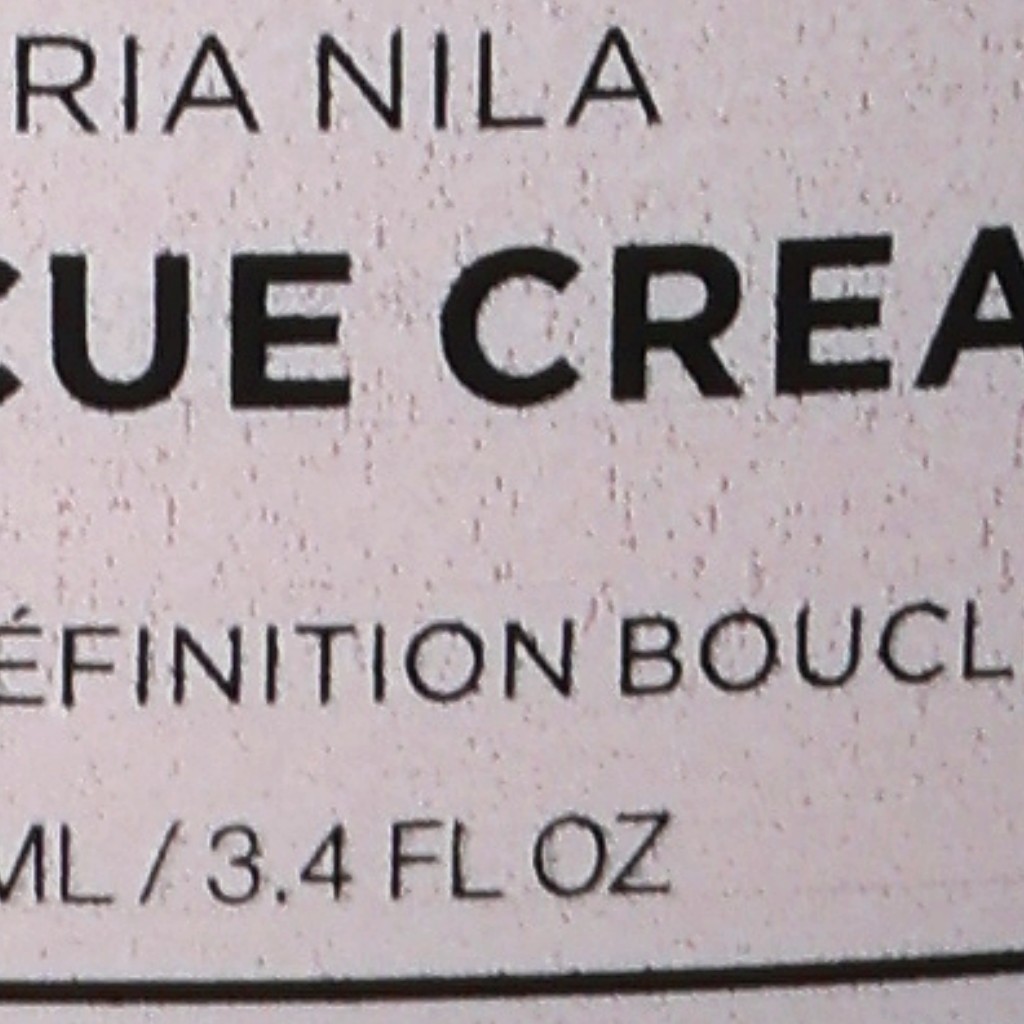 RIA NILA
CUE CREA
ÉFINITION BOUCL
ML / 3.4 FL OZ